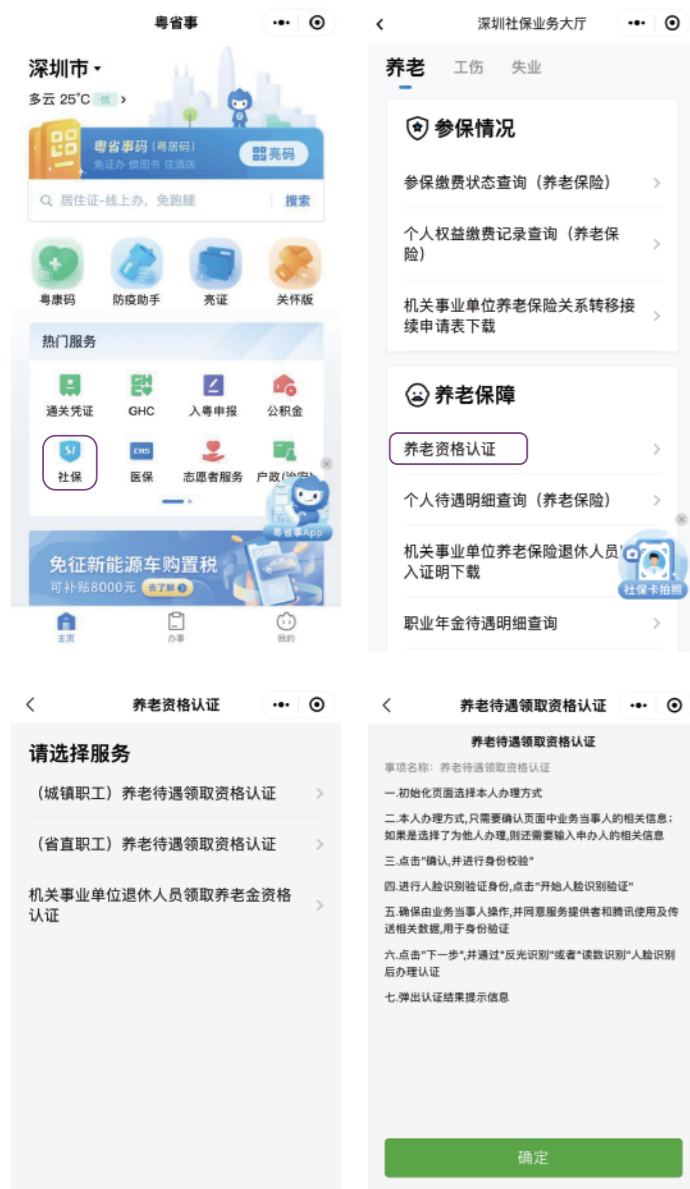 粤省事
深圳市
多云 25°C 优
粤省事码（粤居码）
免证办 借图书 住酒店
亮码
居住证-线上办，免跑腿
搜索
粤康码
防疫助手
亮证
关怀版
热门服务
通关凭证
GHC
入粤申报
公积金
社保
医保
志愿者服务
户政(治安)
粤省事App
免征新能源车购置税
可补贴8000元 去了解
主页
办事
我的
深圳社保业务大厅
养老
工伤
失业
参保情况
参保缴费状态查询（养老保险）
个人权益缴费记录查询（养老保
险）
机关事业单位养老保险关系转移接
续申请表下载
养老保障
养老资格认证
个人待遇明细查询（养老保险）
机关事业单位养老保险退休人员
入证明下载
社保卡拍照
职业年金待遇明细查询
养老资格认证
请选择服务
（城镇职工）养老待遇领取资格认证
（省直职工）养老待遇领取资格认证
机关事业单位退休人员领取养老金资格
认证
养老待遇领取资格认证
养老待遇领取资格认证
事项名称：养老待遇领取资格认证
一.初始化页面选择本人办理方式
二.本人办理方式,只需要确认页面中业务当事人的相关信息；
如果是选择了为他人办理,则还需要输入申办人的相关信息
三.点击"确认,并进行身份校验"
四.进行人脸识别验证身份,点击"开始人脸识别验证"
五.确保由业务当事人操作,并同意服务提供者和腾讯使用及传
送相关数据,用于身份验证
六.点击"下一步",并通过"反光识别"或者"读数识别"人脸识别
后办理认证
七.弹出认证结果提示信息
确定